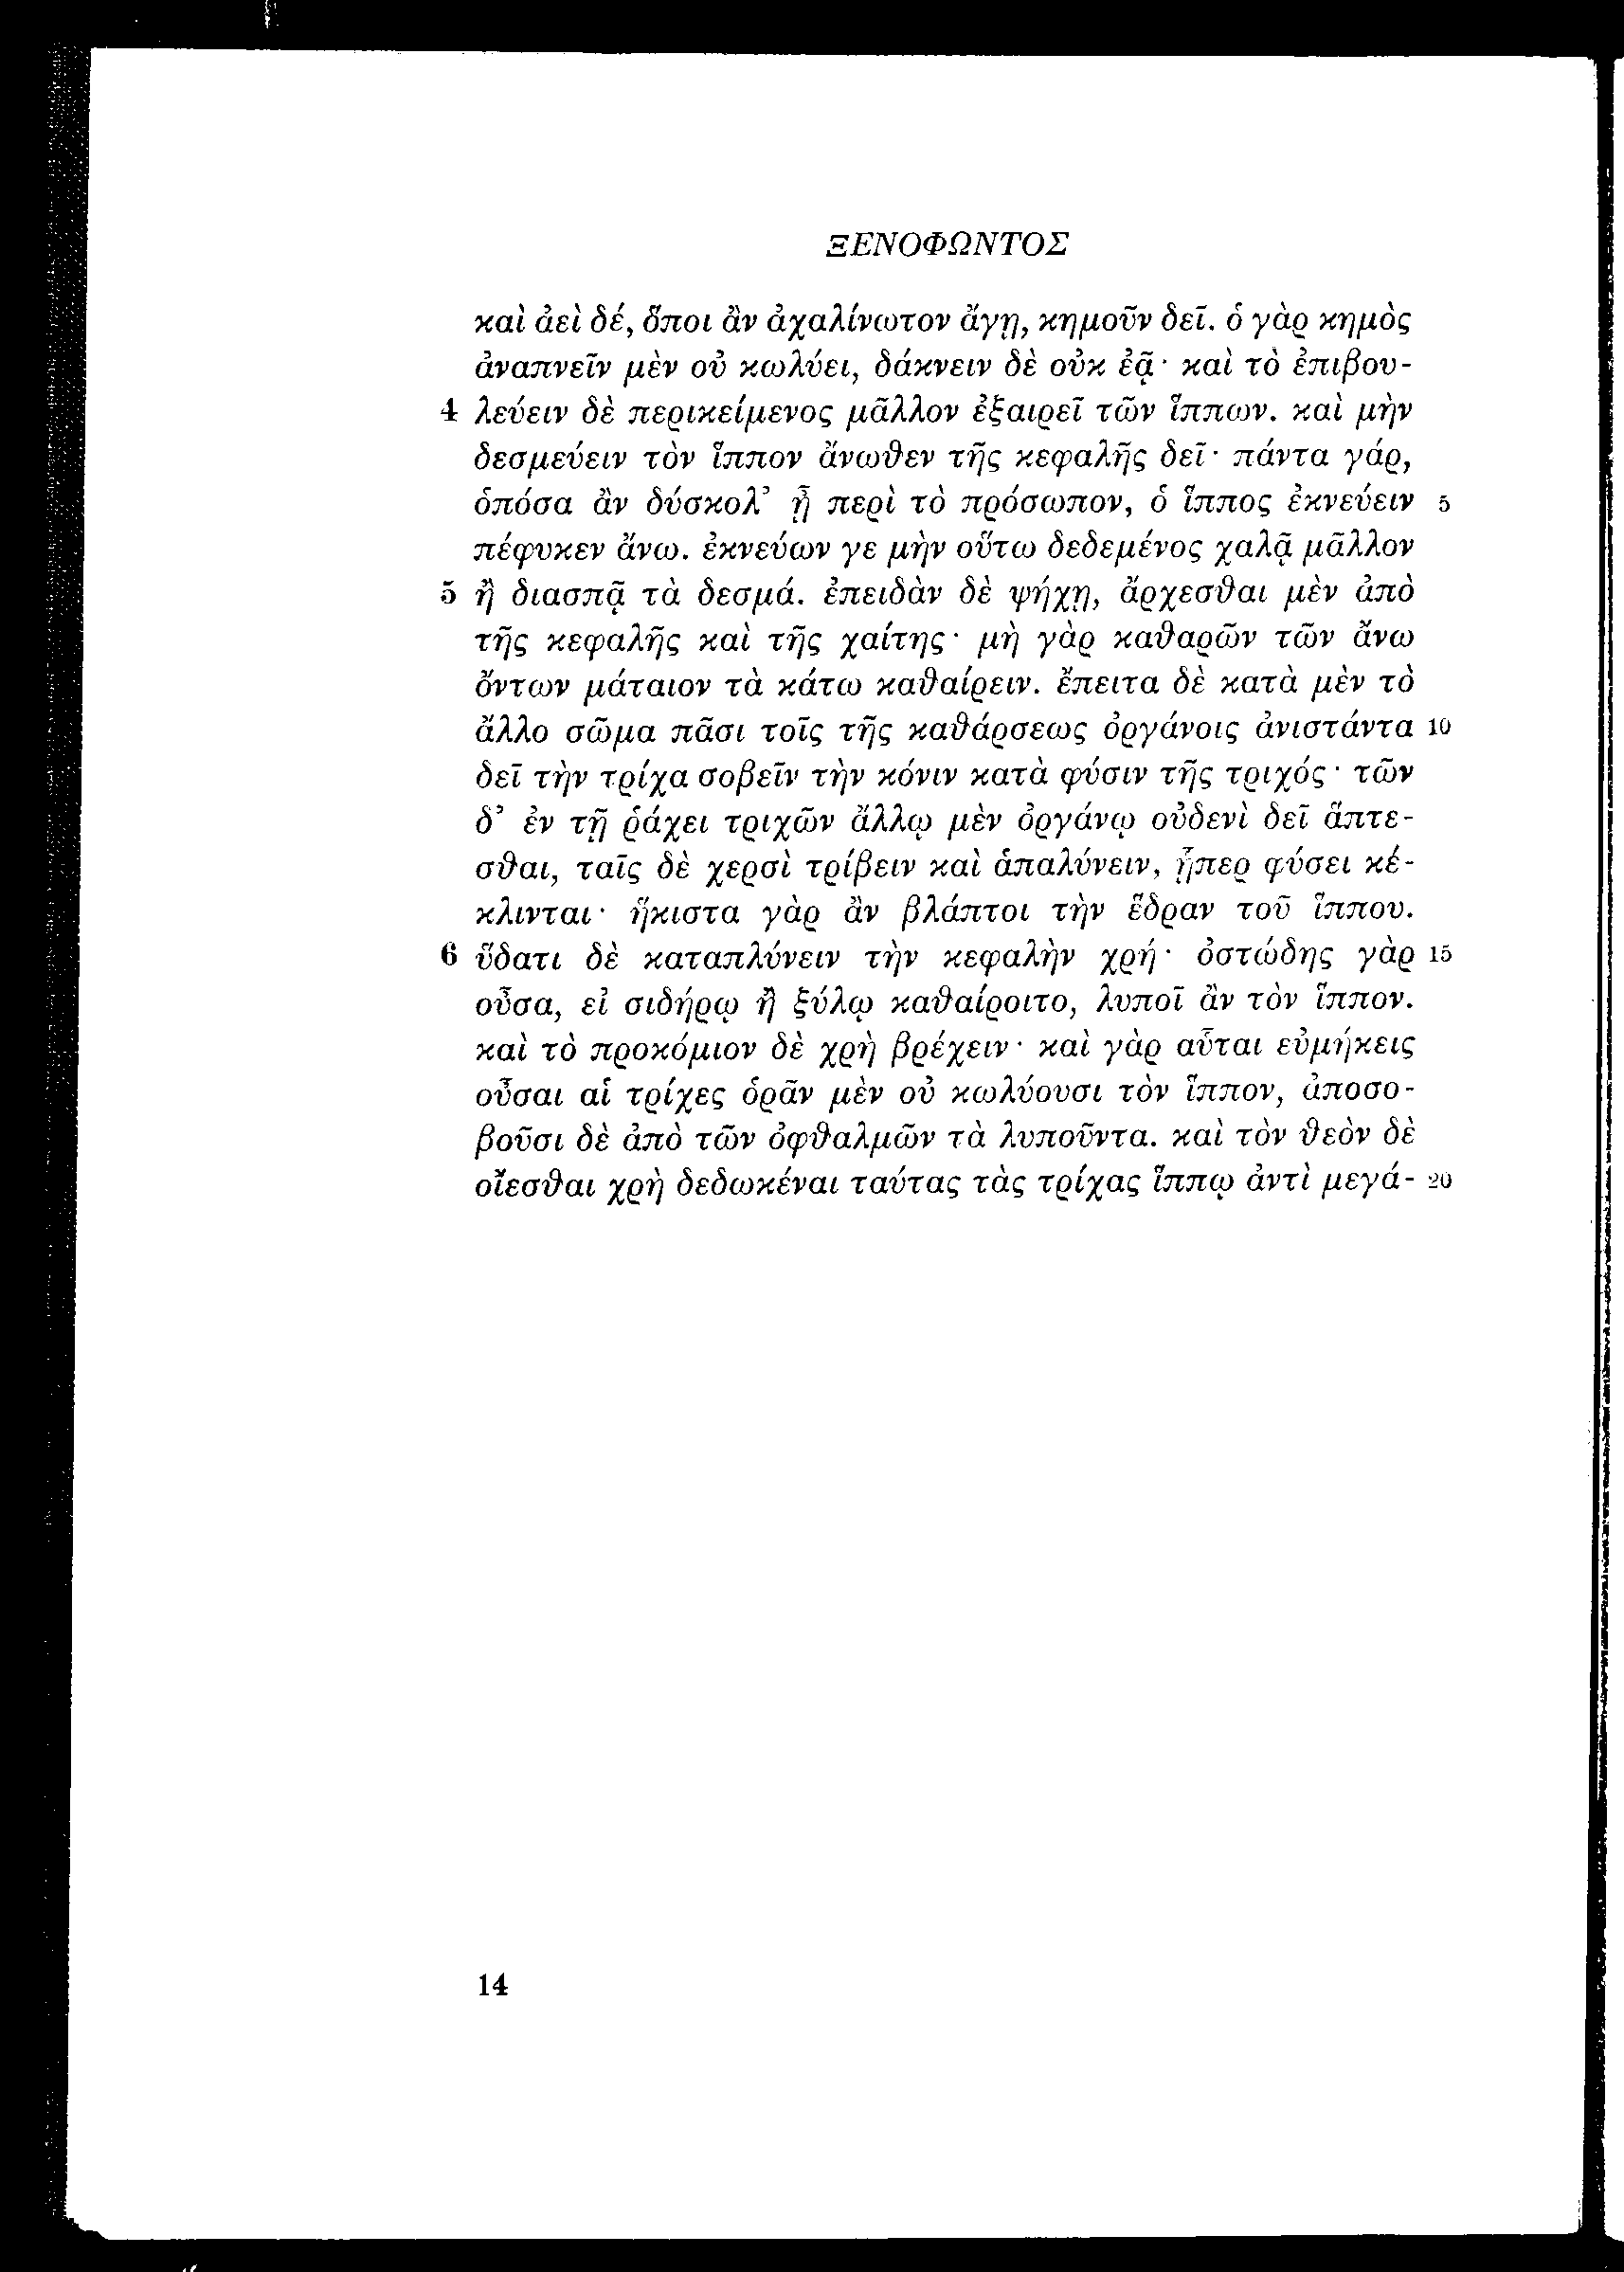 ΞΕΝΟΦΩΝΤΟΣ
καὶ ἀεὶ δέ, ὅποι ἂν ἀχαλίνωτον ἄγῃ, κημοῦν δεῖ. ὁ γὰρ κημὸς
ἀναπνεῖν μὲν οὐ κωλύει, δάκνειν δὲ οὐκ ἐᾷ· καὶ τὸ ἐπιβου-
4 λεύειν δὲ περικείμενος μᾶλλον ἐξαιρεῖ τῶν ἵππων. καὶ μὴν
δεσμεύειν τὸν ἵππον ἄνωθεν τῆς κεφαλῆς δεῖ· πάντα γάρ,
ὁπόσα ἂν δύσκολ’ ᾖ περὶ τὸ πρόσωπον, ὁ ἵππος ἐκνεύειν 5
πέφυκεν ἄνω. ἐκνεύων γε μὴν οὕτω δεδεμένος χαλᾷ μᾶλλον
5 ἢ διασπᾷ τὰ δεσμά. ἐπειδὰν δὲ ψήχῃ, ἄρχεσθαι μὲν ἀπὸ
τῆς κεφαλῆς καὶ τῆς χαίτης· μὴ γὰρ καθαρῶν τῶν ἄνω
ὄντων μάταιον τὰ κάτω καθαίρειν. ἔπειτα δὲ κατὰ μὲν τὸ
ἄλλο σῶμα πᾶσι τοῖς τῆς καθάρσεως ὀργάνοις ἀνιστάντα 10
δεῖ τὴν τρίχα σοβεῖν τὴν κόνιν κατὰ φύσιν τῆς τριχός· τῶν
δ’ ἐν τῇ ῥάχει τριχῶν ἄλλῳ μὲν ὀργάνῳ οὐδενὶ δεῖ ἅπτε-
σθαι, ταῖς δὲ χερσὶ τρίβειν καὶ ἁπαλύνειν, ᾗπερ φύσει κέ-
κλινται· ἥκιστα γὰρ ἂν βλάπτοι τὴν ἕδραν τοῦ ἵππου.
6 ὕδατι δὲ καταπλύνειν τὴν κεφαλὴν χρή· ὀστώδης γὰρ 15
οὖσα, εἰ σιδήρῳ ἢ ξύλῳ καθαίροιτο, λυποῖ ἂν τὸν ἵππον.
καὶ τὸ προκόμιον δὲ χρὴ βρέχειν· καὶ γὰρ αὗται εὐμήκεις
οὖσαι αἱ τρίχες ὁρᾶν μὲν οὐ κωλύουσι τὸν ἵππον, ἀποσο-
βοῦσι δὲ ἀπὸ τῶν ὀφθαλμῶν τὰ λυποῦντα. καὶ τὸν θεὸν δὲ
οἴεσθαι χρὴ δεδωκέναι ταύτας τὰς τρίχας ἵππῳ ἀντὶ μεγά- 20
14